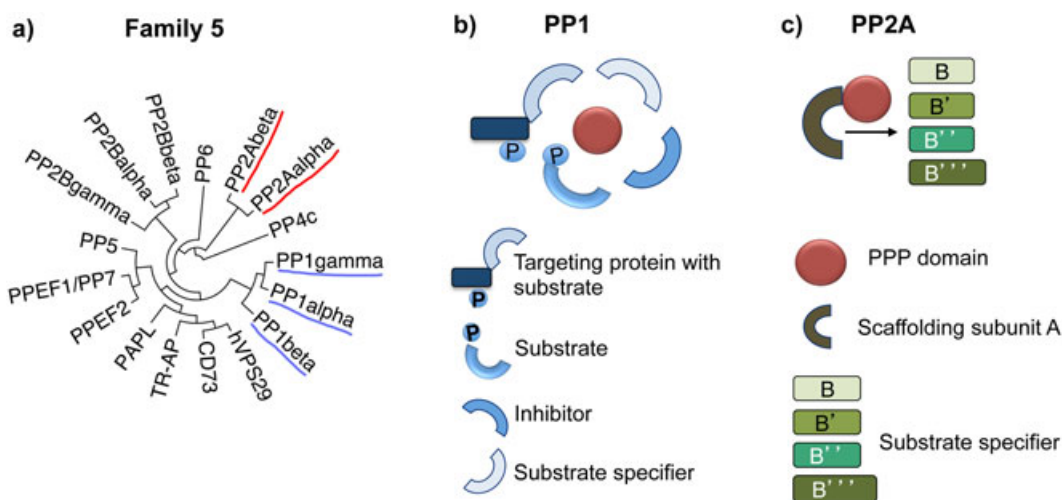 a) Family 5
PP2Bgamma
PP2Balpha
PP2Bbeta
PP6
PP2Abeta
PP2Aalpha
PP4c
PP1gamma
PP1alpha
PP1beta
hVPS29
CD73
TR-AP
PAPL
PPEF2
PPEF1/PP7
PP5
b) PP1
P
P
P
Targeting protein with
substrate
P
Substrate
Inhibitor
Substrate specifier
c) PP2A
B
B'
B''
B'''
PPP domain
Scaffolding subunit A
B
B'
B''
B'''
Substrate specifier